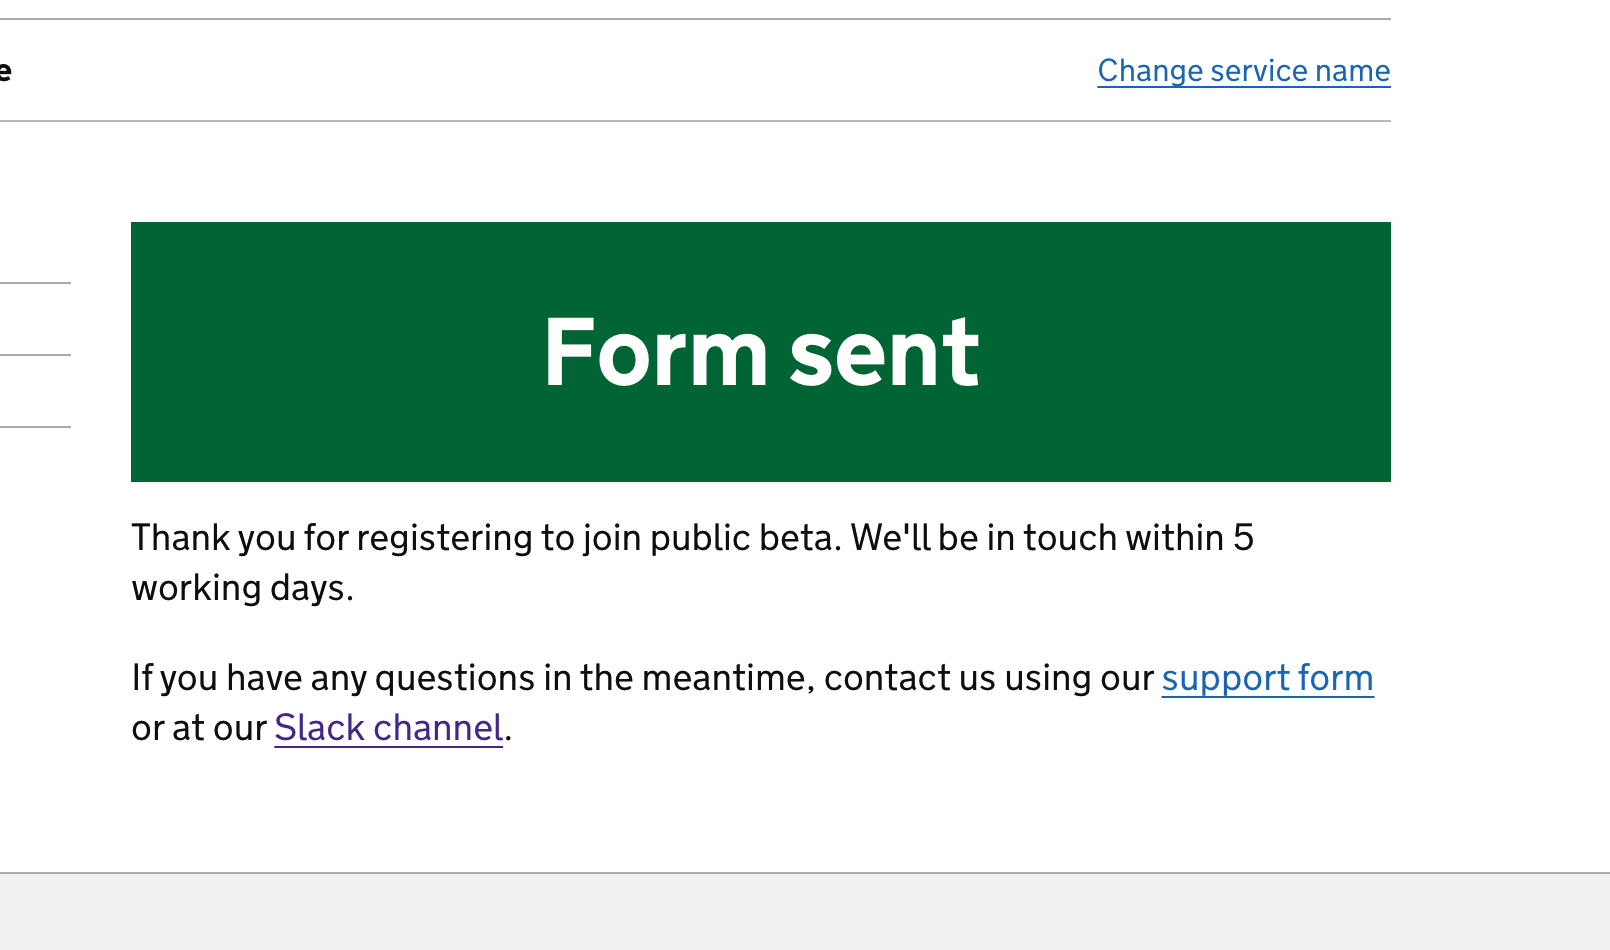 Change service name
Form sent
Thank you for registering to join public beta. We'll be in touch within 5
working days.
If you have any questions in the meantime, contact us using our support form
or at our Slack channel.